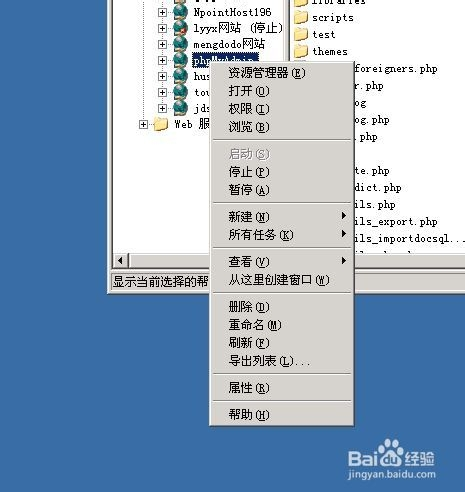 NpointHost196
lyyx网站 (停止)
mengdodo网站
phpMyAdmin
hus
tou
jds
Web 服
libraries
scripts
test
themes
foreigners.php
r.php
og
n.php
te
dict.php
ils.php
ils_export.php
ils_importdocsql...
资源管理器(E)
打开(O)
权限(I)
浏览(B)
启动(S)
停止(P)
暂停(A)
新建(N)
所有任务(K)
查看(V)
从这里创建窗口(W)
删除(D)
重命名(M)
刷新(F)
导出列表(L)...
属性(R)
帮助(H)
显示当前选择的帮
Baidu经验
jingyan.baidu.com